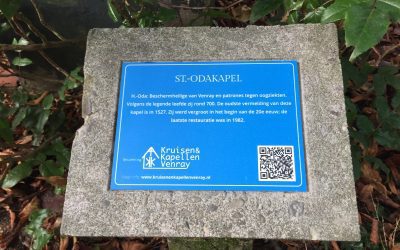 ST.-ODAKAPEL
H.-Oda: Beschermheilige van Venray en patrones tegen oogziekten.
Volgens de legende leefde zij rond 700. De oudste vermelding van deze
kapel is in 1527. Zij werd vergroot in het begin van de 20e eeuw; de
laatste restauratie was in 1982.
Kruisen&
Kapellen
Venray
www.kruisenenkapellenvenray.nl